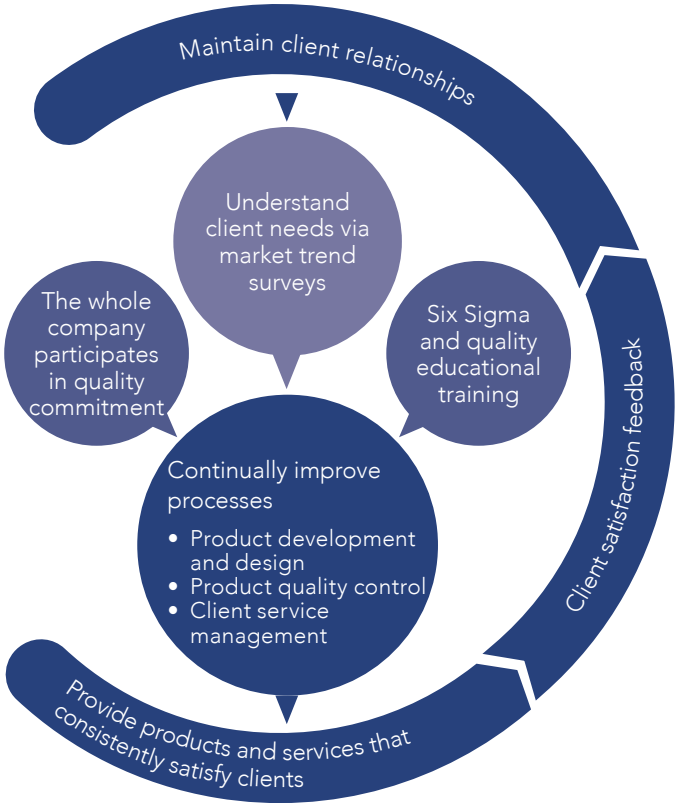 Maintain client relationships
Understand
client needs via
market trend
surveys
The whole
company
participates
in quality
commitment
Six Sigma
and quality
educational
training
Continually improve
processes
• Product development
and design
• Product quality control
• Client service
management
Client satisfaction feedback
Provide products and services that
consistently satisfy clients